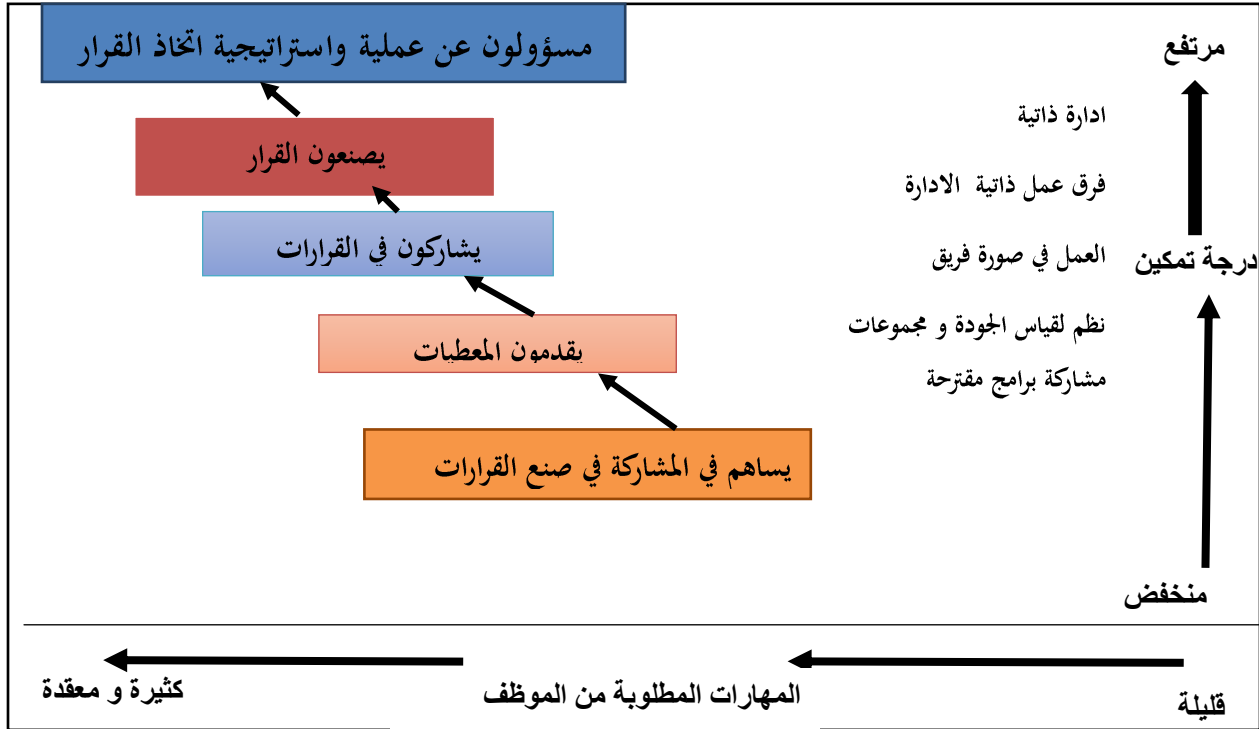 مسؤولون عن عملية واستراتيجية اتخاذ القرار
مرتفع
ادارة ذاتية
يصنعون القرار
فرق عمل ذاتية الادارة
يشاركون في القرارات
العمل في صورة فريق
درجة تمكين
نظم لقياس الجودة و مجموعات
مشاركة برامج مقترحة
يقدمون المعطيات
يساهم في المشاركة في صنع القرارات
منخفض
قليلة
المهارات المطلوبة من الموظف
كثيرة و معقدة